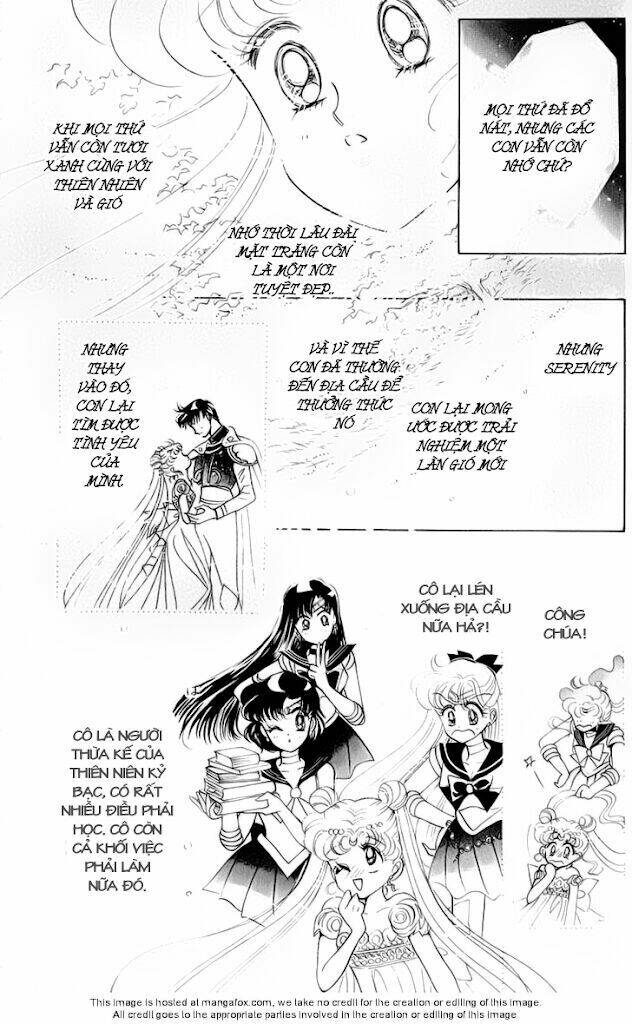 MỌI THỨ ĐÃ ĐỔ
NÁT, NHƯNG CÁC
CON VẪN CÒN
NHỚ CHỨ?
KHI MỌI THỨ
VẪN CÒN TƯƠI
XANH CÙNG VỚI
THIÊN NHIÊN
VÀ GIÓ
NHỚ THỜI LÂU ĐÀI
MẶT TRĂNG CÒN
LÀ MỘT NƠI
TUYỆT ĐẸP..
NHƯNG
SERENITY
CON LẠI MONG
ƯỚC ĐƯỢC TRẢI
NGHIỆM MỘT
LÀN GIÓ MỚI
VÀ VÌ THẾ
CON ĐÃ THƯỜNG
ĐẾN ĐỊA CẦU ĐỂ
THƯỞNG THỨC
NÓ
NHƯNG
THAY
VÀO ĐÓ,
CON LẠI
TÌM ĐƯỢC
TÌNH YÊU
CỦA
MÌNH.
CÔNG
CHÚA!
CÔ LẠI LÉN
XUỐNG ĐỊA CẦU
NỮA HẢ?!
CÔ LÀ NGƯỜI
THỪA KẾ CỦA
THIÊN NIÊN KỶ
BẠC, CÓ RẤT
NHIỀU ĐIỀU PHẢI
HỌC. CÔ CÒN
CẢ KHỐI VIỆC
PHẢI LÀM
NỮA ĐÓ.
This image is hosted at mangafox.com, we take no credit for the creation or editing of this image.
All credit goes to the appropriate parties involved in the creation or editing of this image